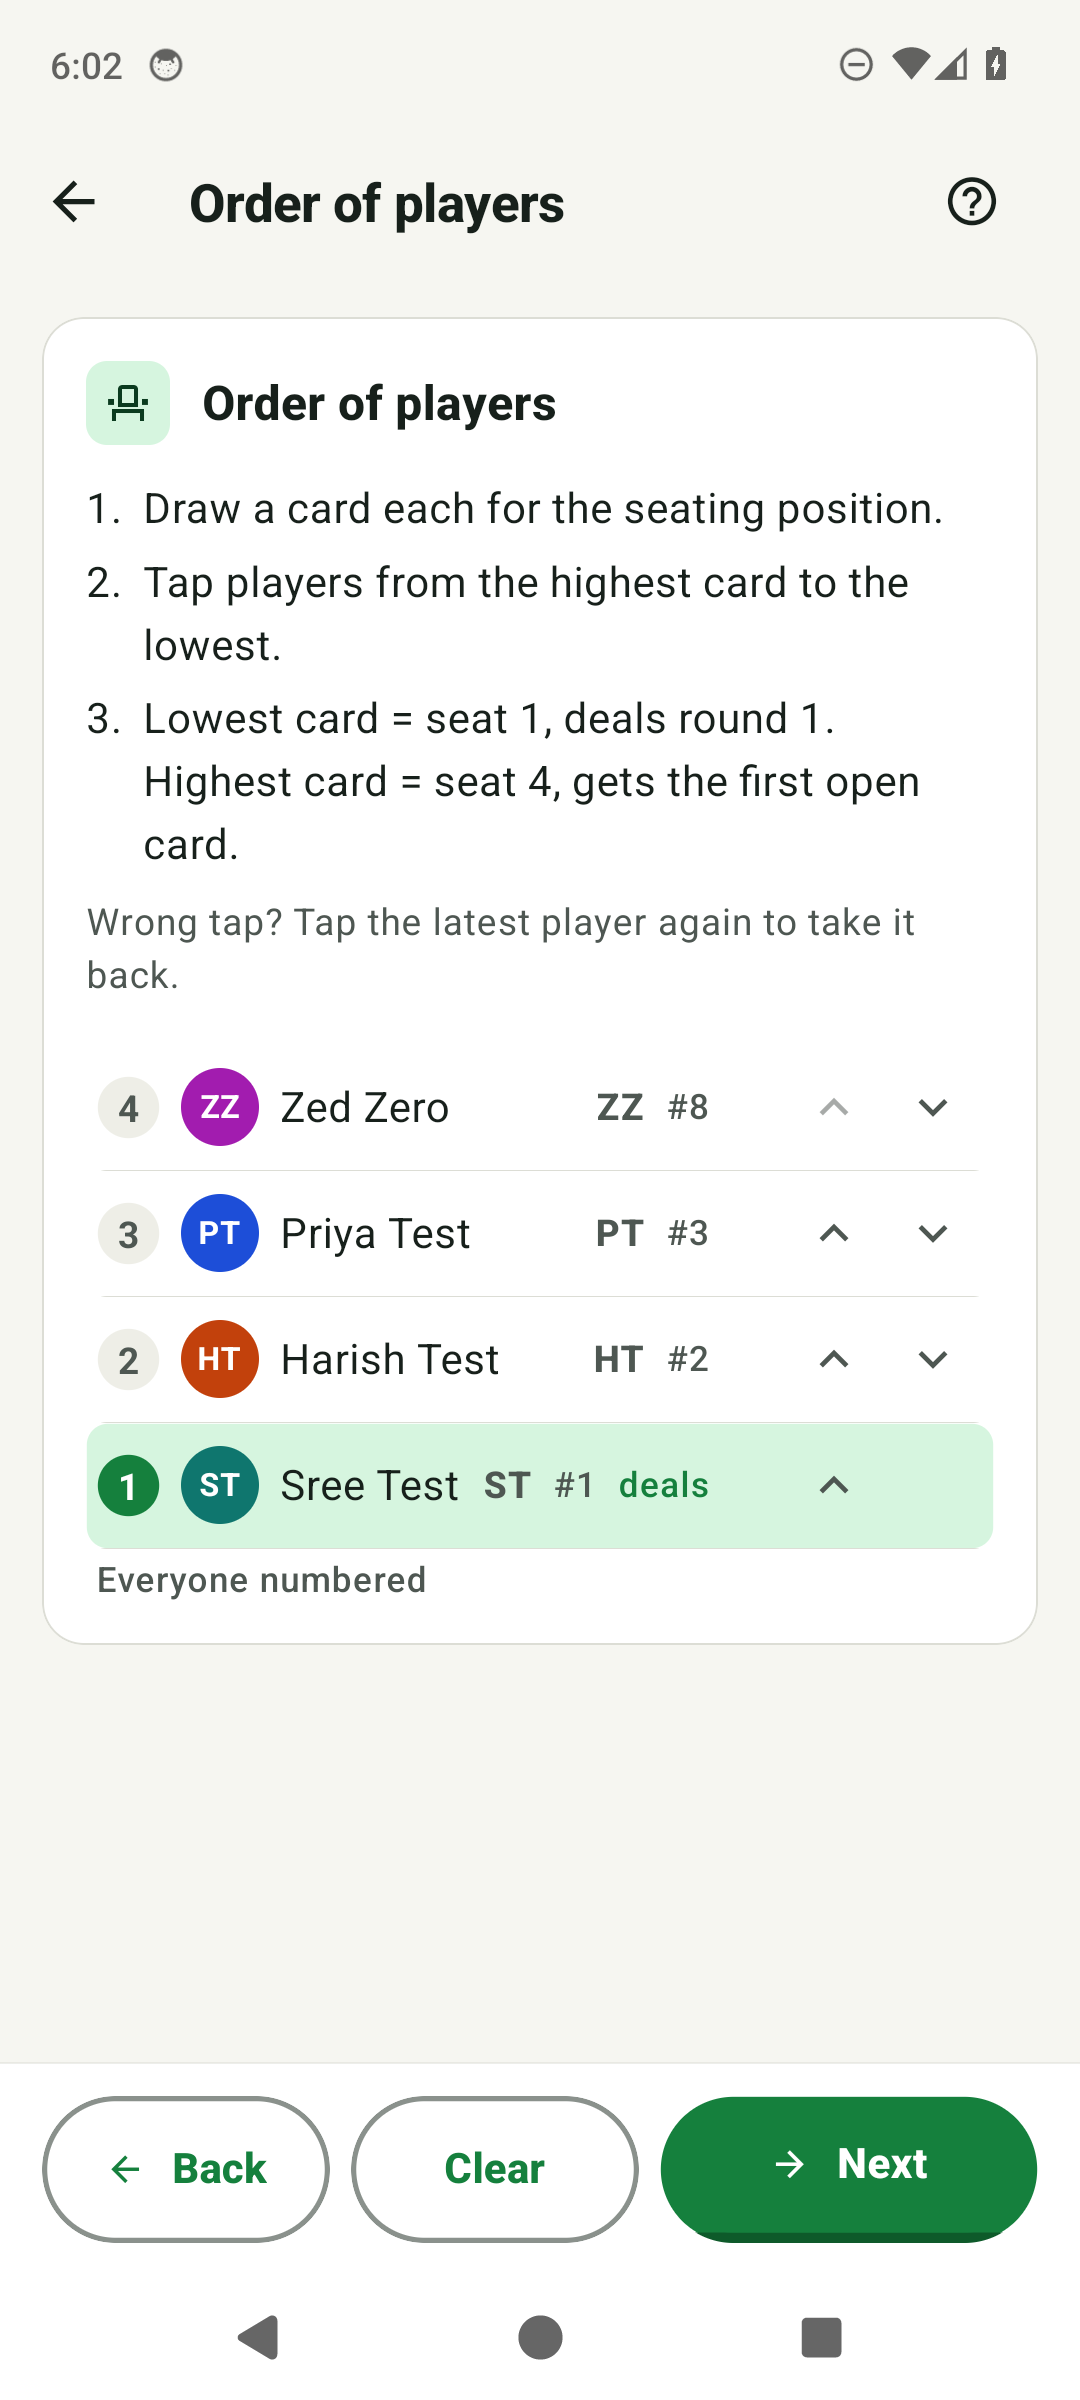 6:02
Order of players
Order of players
1. Draw a card each for the seating position.
2. Tap players from the highest card to the
lowest.
3. Lowest card = seat 1, deals round 1.
Highest card = seat 4, gets the first open
card.
Wrong tap? Tap the latest player again to take it
back.
4 ZZ Zed Zero ZZ #8
3 PT Priya Test PT #3
2 HT Harish Test HT #2
1 ST Sree Test ST #1 deals
Everyone numbered
Back Clear Next